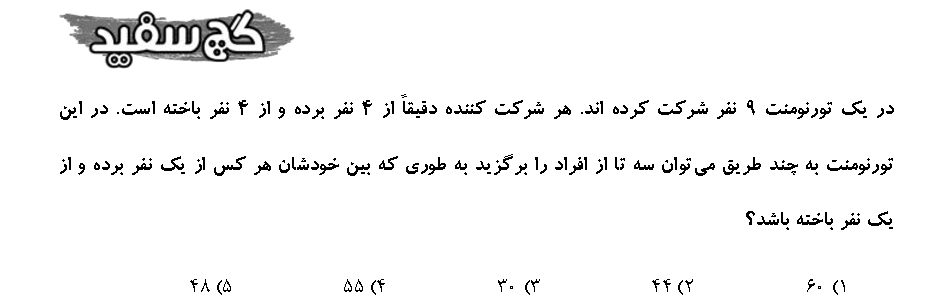 گچ سفید
در یک تورنومنت ۹ نفر شرکت کرده اند. هر شرکت کننده دقیقاً از ۴ نفر برده و از ۴ نفر باخته است. در این
تورنومنت به چند طریق می‌توان سه تا از افراد را برگزید به طوری که بین خودشان هر کس از یک نفر برده و از
یک نفر باخته باشد؟
۱) ۶۰ ۲) ۴۴ ۳) ۳۰ ۴) ۵۵ ۵) ۴۸